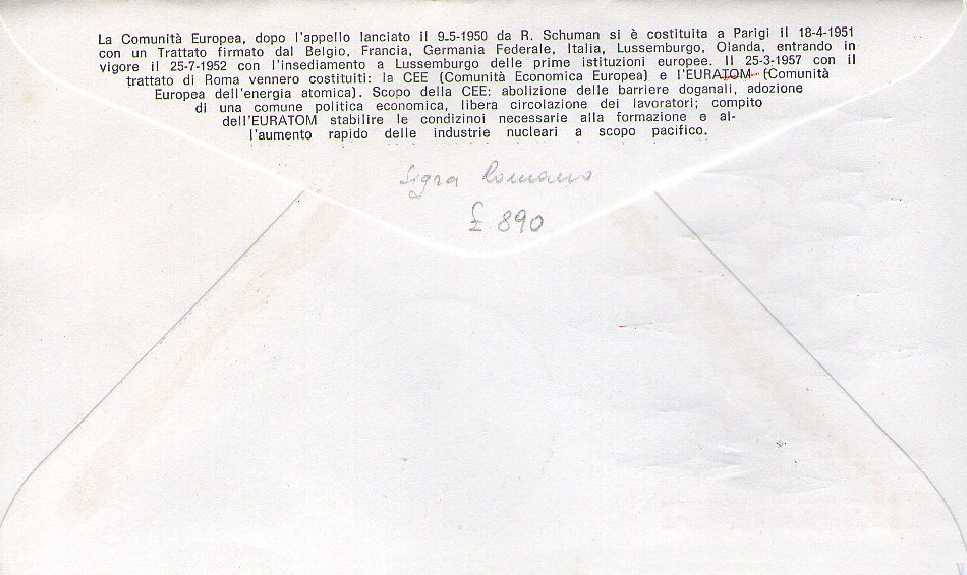 La Comunità Europea, dopo l'appello lanciato il 9-5-1950 da R. Schuman si è costituita a Parigi il 18-4-1951
con un Trattato firmato dal Belgio, Francia, Germania Federale, Italia, Lussemburgo, Olanda, entrando in
vigore il 25-7-1952 con l'insediamento a Lussemburgo delle prime istituzioni europee. Il 25-3-1957 con il
trattato di Roma vennero costituiti: la CEE (Comunità Economica Europea) e l'EURATOM (Comunità
Europea dell'energia atomica). Scopo della CEE: abolizione delle barriere doganali, adozione
di una comune politica economica, libera circolazione dei lavoratori; compito
dell'EURATOM stabilire le condizinoi necessarie alla formazione e al-
l'aumento rapido delle industrie nucleari a scopo pacifico.
Sigra Romano
£ 890